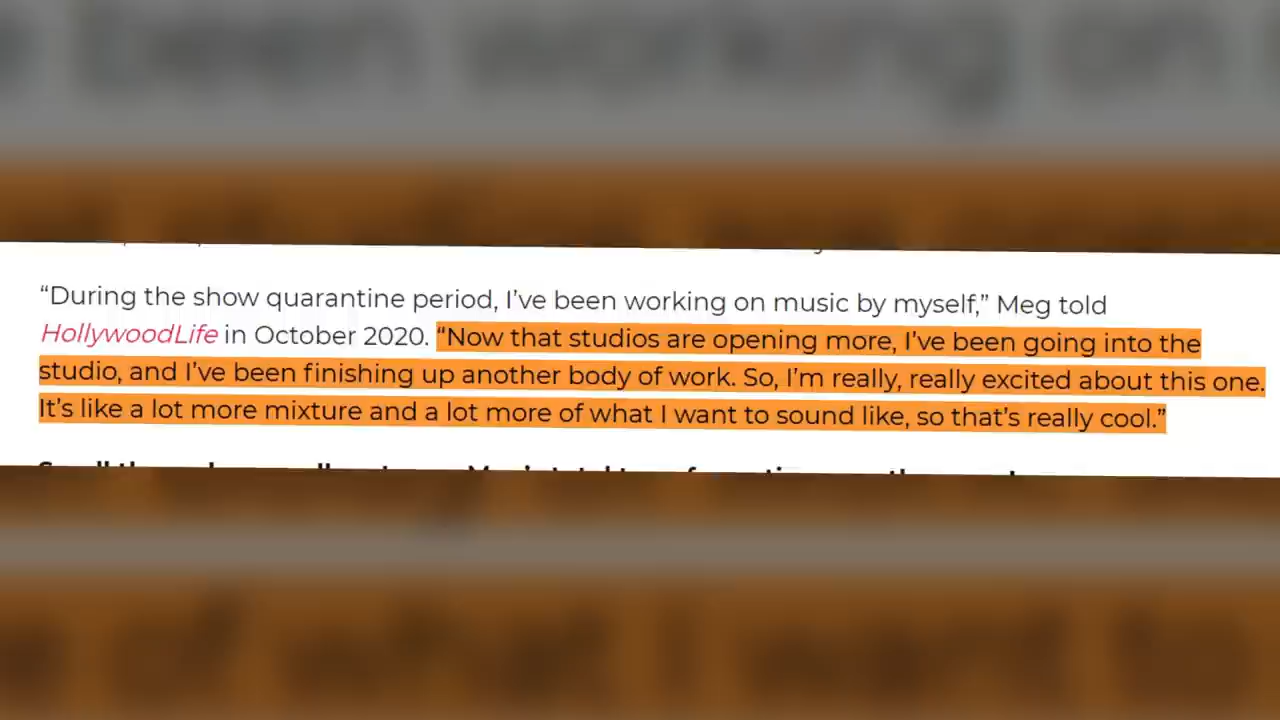 “During the show quarantine period, I’ve been working on music by myself,” Meg told
HollywoodLife in October 2020. “Now that studios are opening more, I’ve been going into the
studio, and I’ve been finishing up another body of work. So, I’m really, really excited about this one.
It’s like a lot more mixture and a lot more of what I want to sound like, so that’s really cool.”